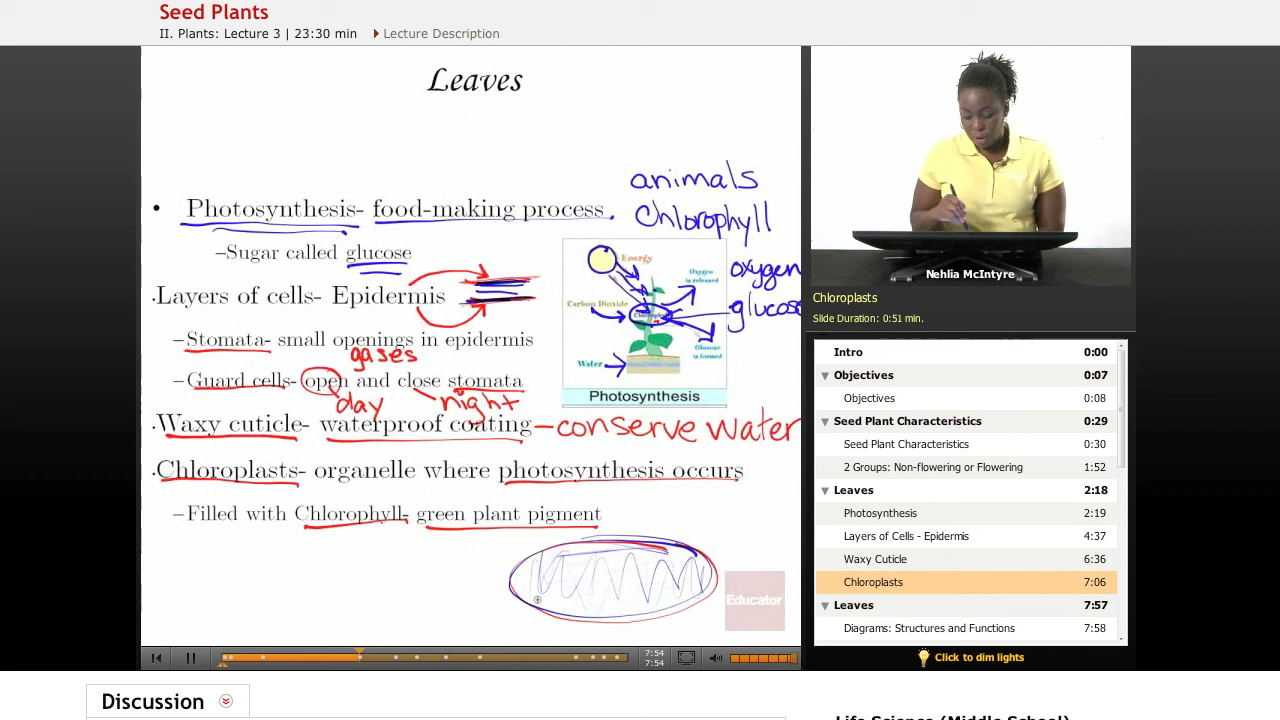 Seed Plants
II. Plants: Lecture 3 | 23:30 min
Lecture Description
Leaves
animals
• Photosynthesis- food-making process.
Chlorophyll
–Sugar called glucose
Energy
Oxygen
is released
oxygen
.Layers of cells- Epidermis
Carbon Dioxide
glucose
Chlorophyll
–Stomata- small openings in epidermis
gases
Glucose
is formed
Water
–Guard cells- open and close stomata
day
night
Photosynthesis
.Waxy cuticle- waterproof coating
–conserve water
.Chloroplasts- organelle where photosynthesis occurs
–Filled with Chlorophyll- green plant pigment
Educator
7:54
7:54
Nehlia McIntyre
Chloroplasts
Slide Duration: 0:51 min.
Intro 0:00
Objectives 0:07
Objectives 0:08
Seed Plant Characteristics 0:29
Seed Plant Characteristics 0:30
2 Groups: Non-flowering or Flowering 1:52
Leaves 2:18
Photosynthesis 2:19
Layers of Cells - Epidermis 4:37
Waxy Cuticle 6:36
Chloroplasts 7:06
Leaves 7:57
Diagrams: Structures and Functions 7:58
Click to dim lights
Discussion
Life Science (Middle School)